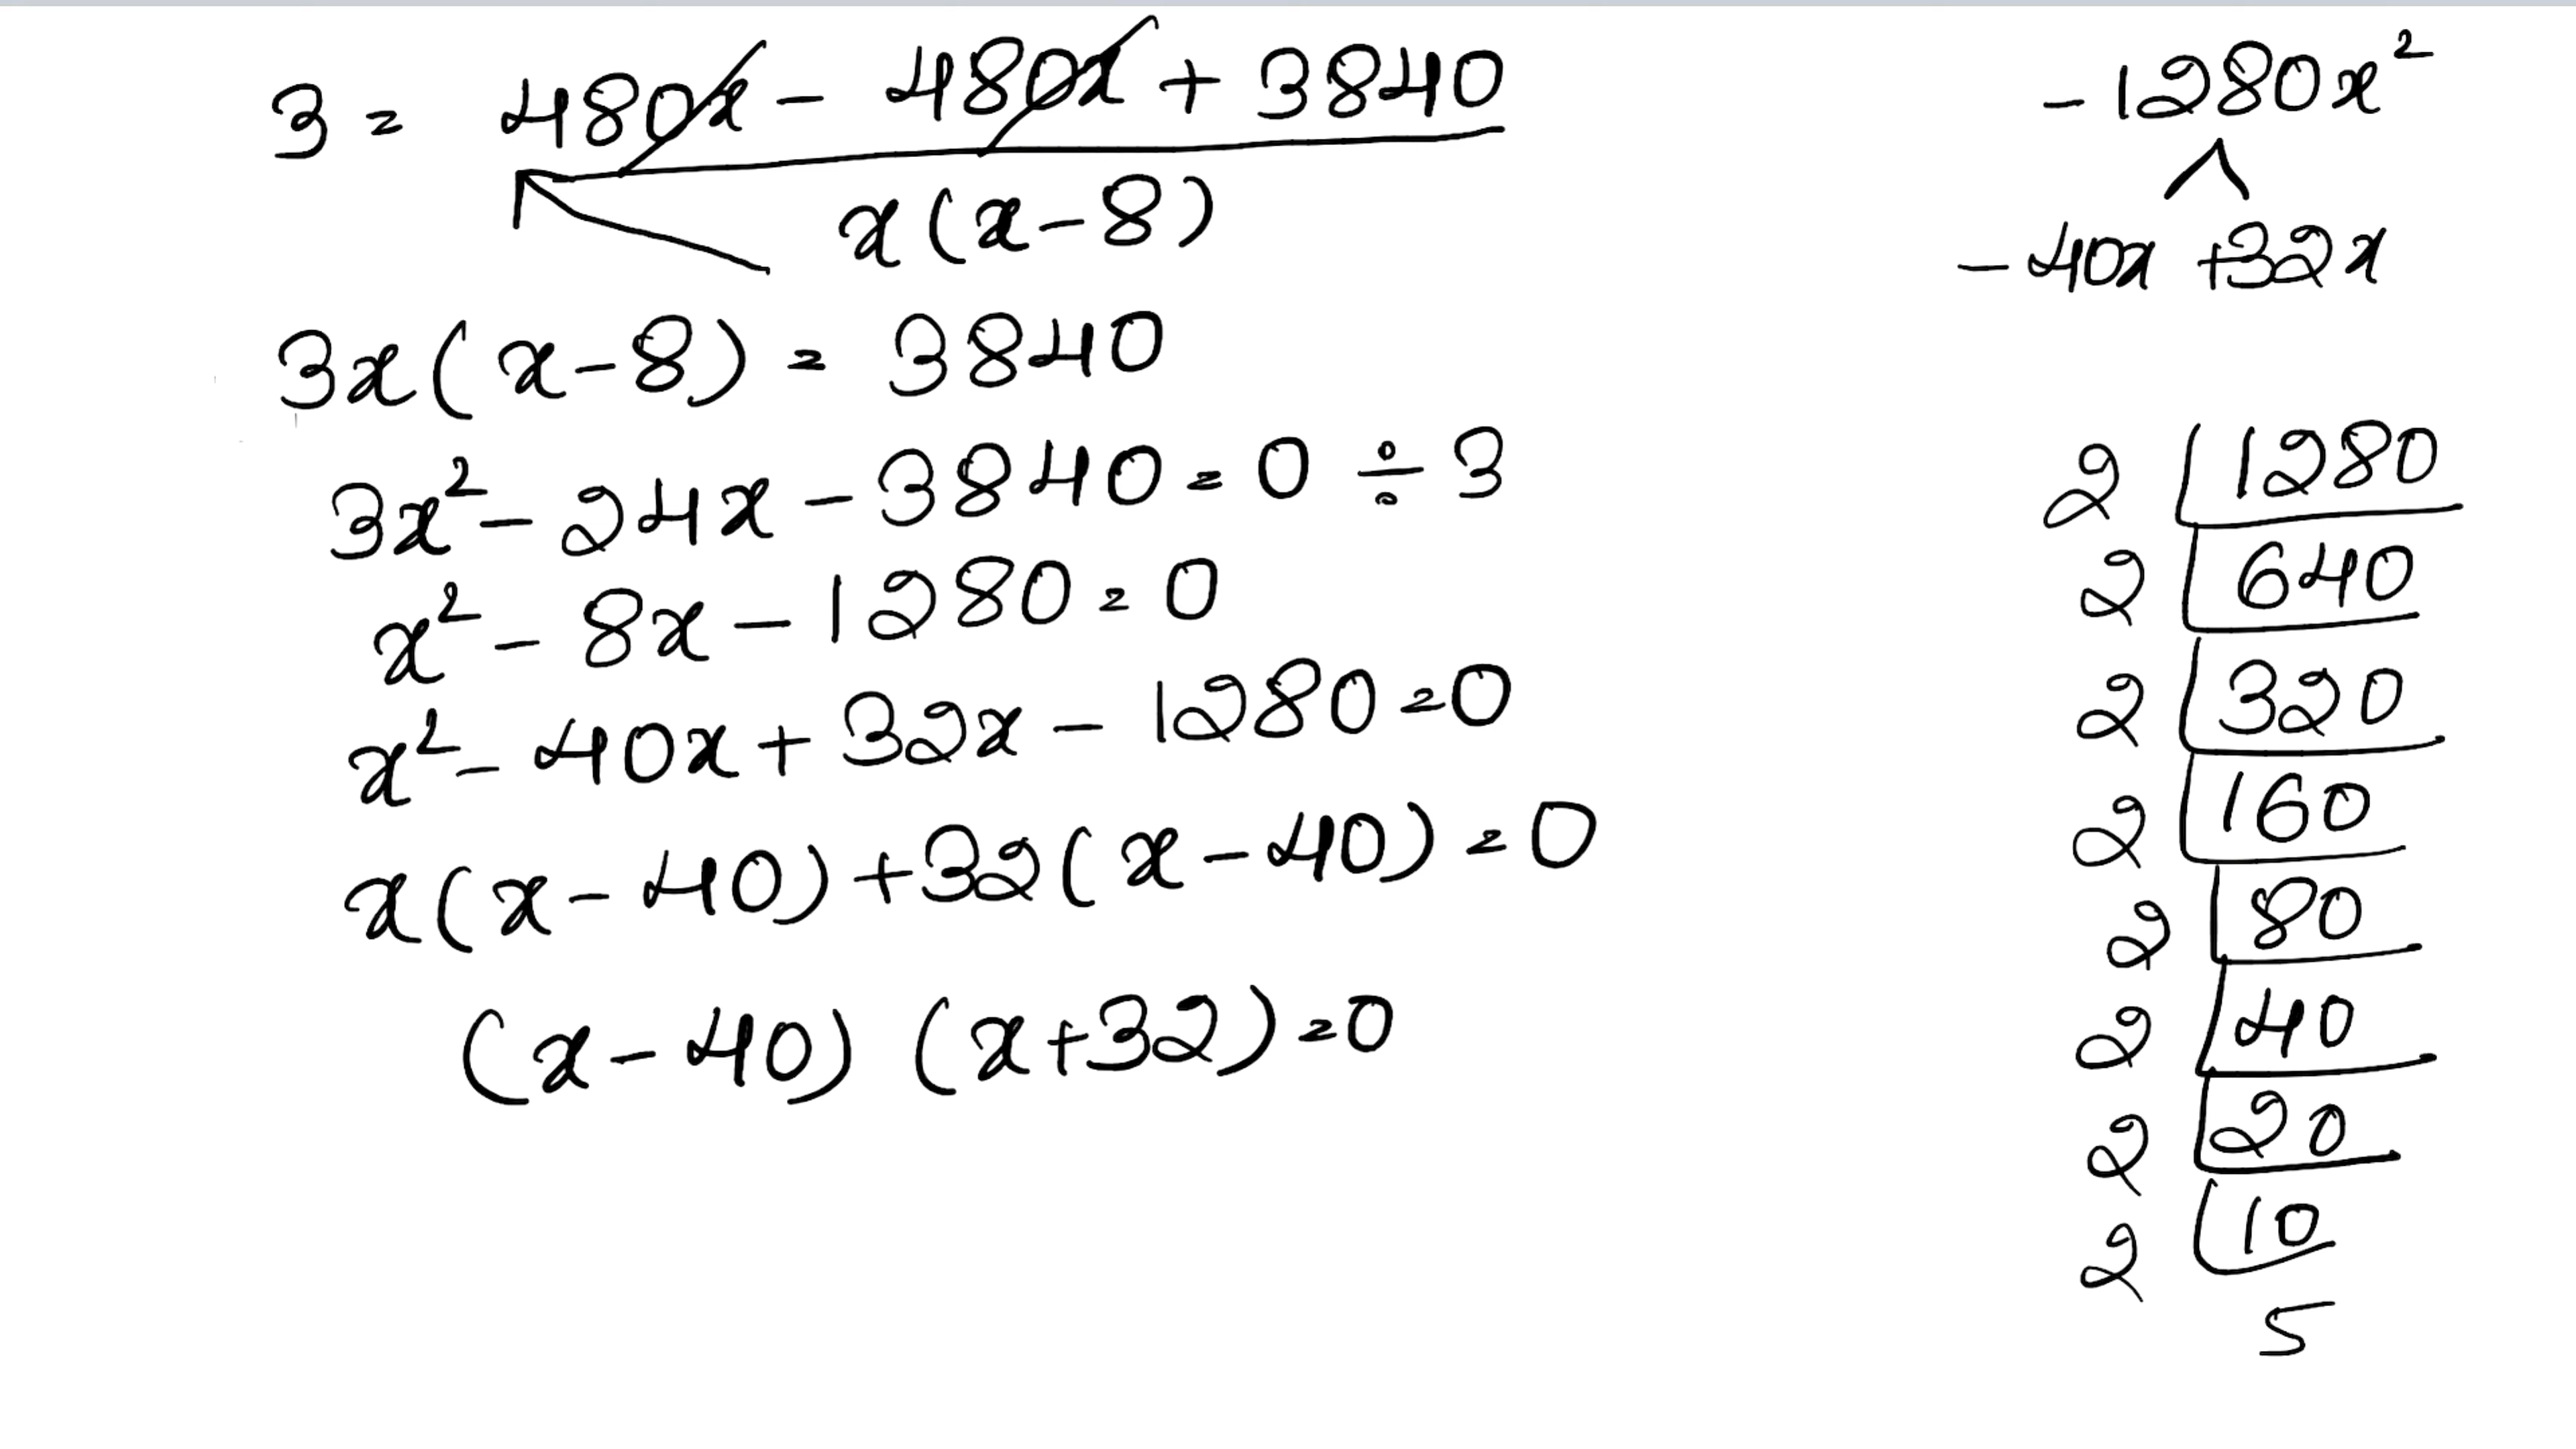 3 = 480x - 480x + 3840
x(x-8)
3x(x-8) = 3840
3x² - 24x - 3840 = 0 ÷ 3
x² - 8x - 1280 = 0
x² - 40x + 32x - 1280 = 0
x(x-40) + 32(x-40) = 0
(x-40) (x+32) = 0
-1280x²
-40x +32x
2 | 1280
2 | 640
2 | 320
2 | 160
2 | 80
2 | 40
2 | 20
2 | 10
5